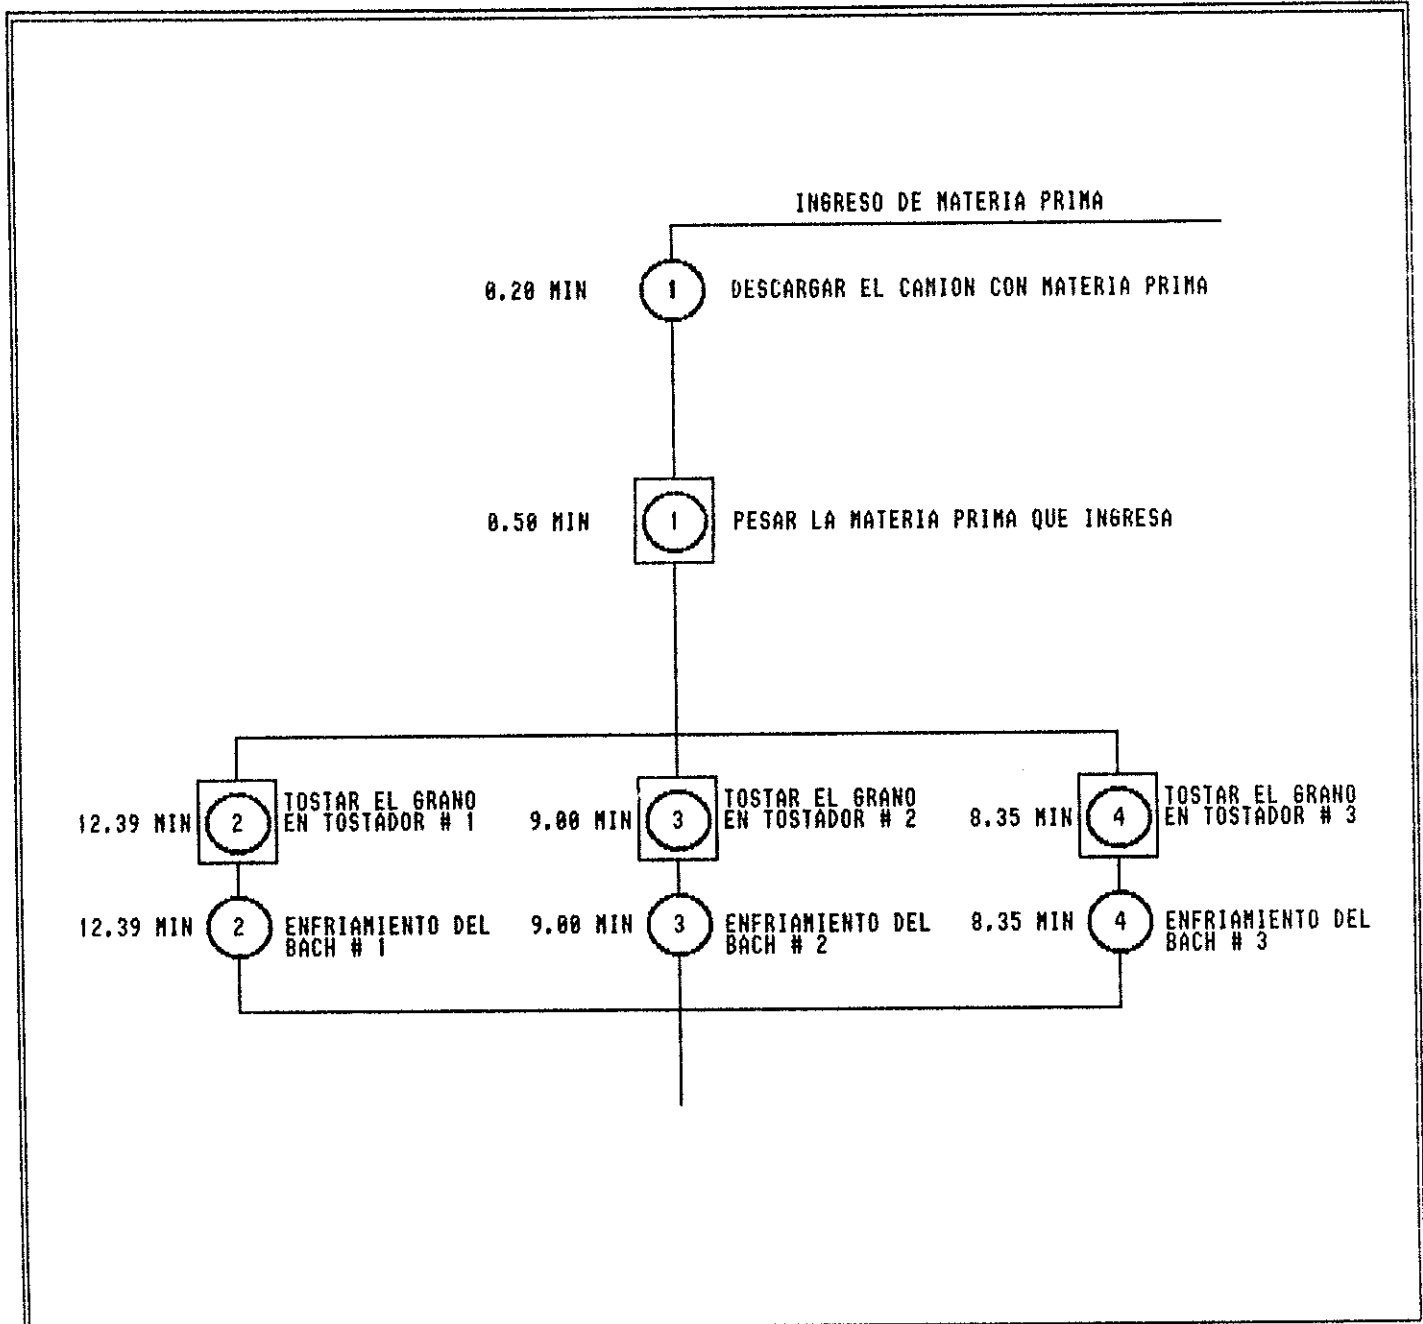 INGRESO DE MATERIA PRIMA
0.20 MIN 1 DESCARGAR EL CAMION CON MATERIA PRIMA
0.50 MIN 1 PESAR LA MATERIA PRIMA QUE INGRESA
12.39 MIN 2 TOSTAR EL GRANO
EN TOSTADOR # 1
9.00 MIN 3 TOSTAR EL GRANO
EN TOSTADOR # 2
8.35 MIN 4 TOSTAR EL GRANO
EN TOSTADOR # 3
12.39 MIN 2 ENFRIAMIENTO DEL
BACH # 1
9.00 MIN 3 ENFRIAMIENTO DEL
BACH # 2
8.35 MIN 4 ENFRIAMIENTO DEL
BACH # 3